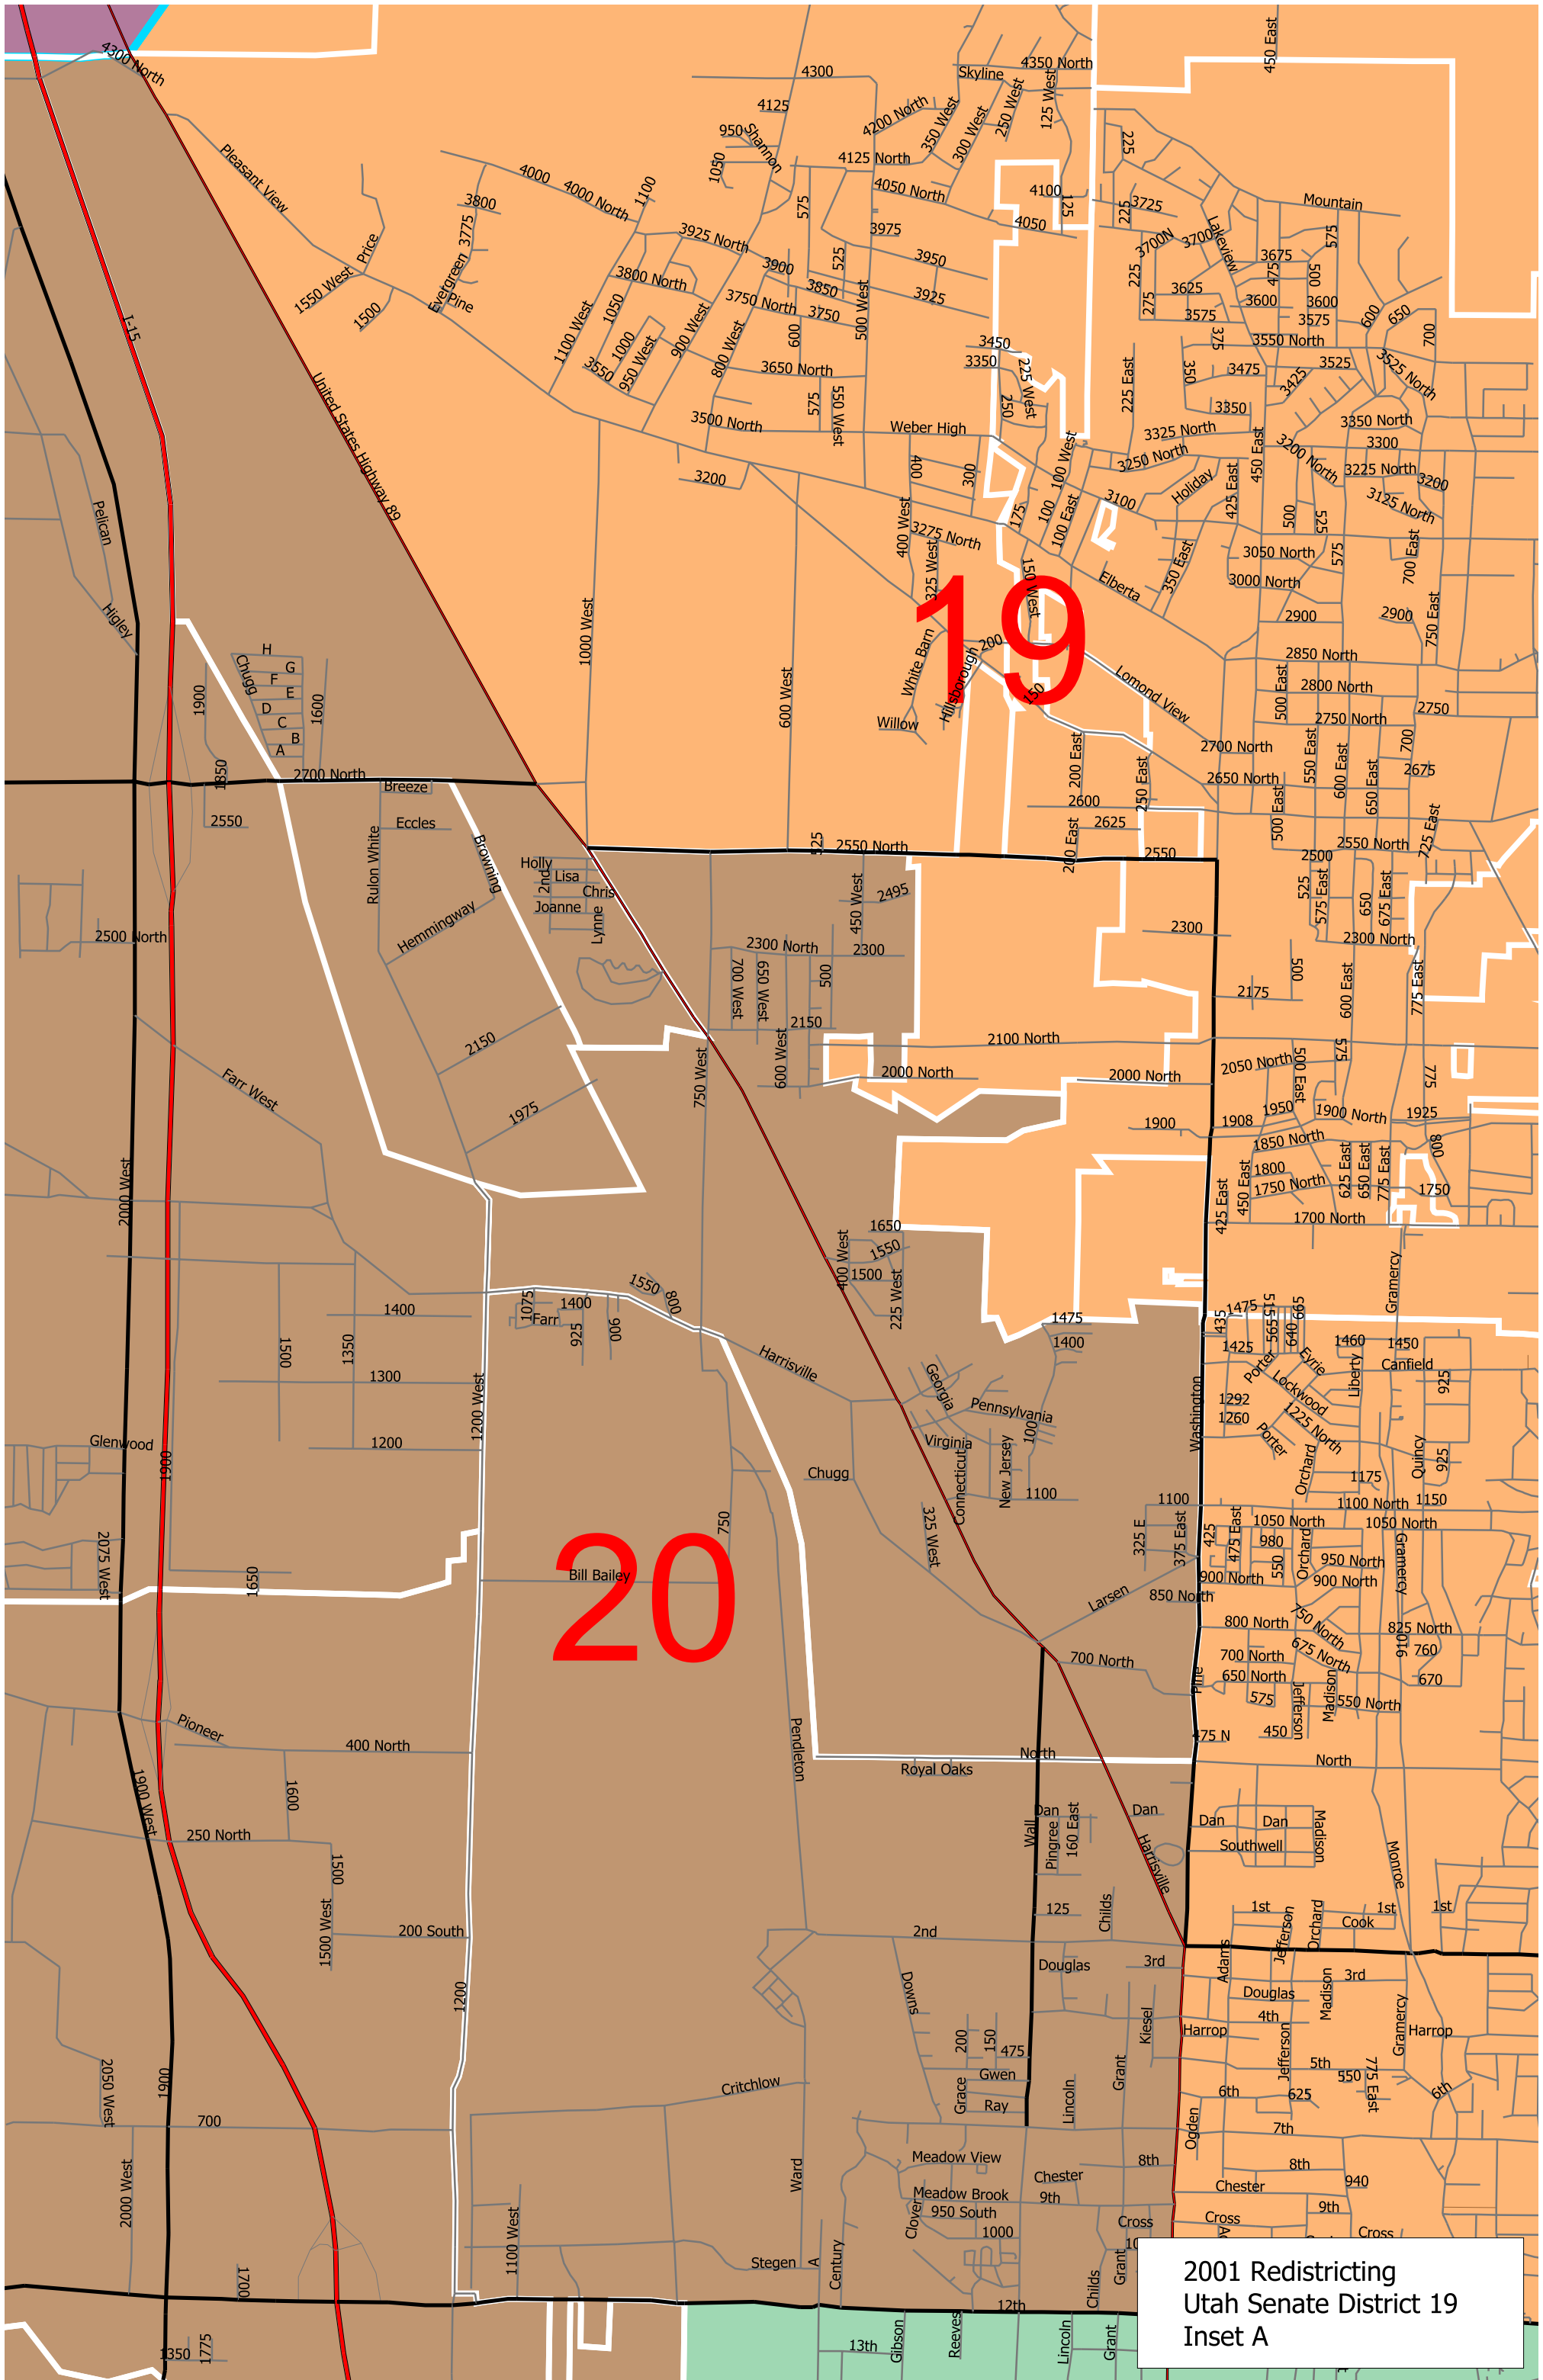 4300 North
4300
Skyline
4350 North
450 East
4125
950
Shannon
1050
4200 North
350 West
300 West
250 West
125 West
225
4125 North
4050 North
4100
125
4050
3725
225
Mountain
Pleasant View
3800
3775
4000
4000 North
1100
575
3975
3950
525
3925 North
3900
3850
3925
3700N
3700
Lakeview
3675
475
500
575
Price
1550 West
1500
Evergreen
Pine
3800 North
1050
3750 North
3750
600
500 West
225
275
3625
3575
3600
3600
3575
600
650
700
I-15
1100 West
1000
950 West
3550
900 West
800 West
3650 North
575
550 West
3450
3350
225 West
250
225 East
375
350
3550 North
3475
3525
3425
3525 North
3350
United States Highway 89
3500 North
Weber High
3325 North
3250 North
450 East
3200 North
3350 North
3300
3225 North
3200
3125 North
3200
400
300
100 West
100
175
100 East
3100
Holiday
425 East
500
525
Pelican
Higley
400 West
3275 North
325 West
150 West
Elberta
350 East
3050 North
3000 North
575
700 East
2900
2900
750 East
19
1000 West
600 West
White Barn
200
Hillsborough
150
Willow
Lomond View
2850 North
2800 North
2750 North
2750
500 East
H
G
F
E
D
C
B
A
Chugg
1900
1600
1850
2700 North
Breeze
2550
Eccles
Rulon White
Browning
Hemmingway
200 East
250 East
2700 North
2650 North
550 East
600 East
650 East
700
2675
2600
2625
500 East
725 East
2550 North
2550
200 East
525
2550 North
2500
Holly
Lisa
2nd
Chris
Joanne
Lynne
450 West
2495
525
575 East
650
675 East
2500 North
2300 North
2300
2300
2300 North
700 West
650 West
500
2150
600 West
500
2175
600 East
775 East
2150
750 West
2100 North
2000 North
2000 North
2050 North
575
500 East
775
Farr West
1975
1900
1908
1950
1900 North
1925
1850 North
800
1800
1750 North
625 East
650 East
775 East
1750
450 East
425 East
1700 North
2000 West
1650
1550
1500
400 West
225 West
Gramercy
1400
1500
1350
1300
1200
1075
Farr
1400
925
900
1550
800
Harrisville
1475
1400
1475
435
515
565
640
695
1425
Porter
Eyrie
Lockwood
1460
1450
Canfield
Liberty
925
Georgia
Pennsylvania
Virginia
Connecticut
New Jersey
100
1100
1292
1260
1225 North
Porter
Orchard
Quincy
925
1175
Washington
1200 West
Glenwood
1900
Chugg
325 West
750
1100
1100 North
1150
1050 North
1050 North
325 E
375 East
425
475 East
980
550
Orchard
950 North
900 North
900 North
Gramercy
2075 West
1650
20
Bill Bailey
Larsen
850 North
800 North
750 North
825 North
1016
760
700 North
700 North
675 North
650 North
670
Pine
575
Jefferson
Madison
550 North
475 N
450
Pioneer
400 North
1600
1900 West
250 North
1500
1500 West
200 South
Pendleton
North
Royal Oaks
North
Wall
Dan
Dan
Pingree
160 East
Harrisville
Dan
Dan
Southwell
Madison
Monroe
125
Childs
1st
Jefferson
Orchard
1st
Cook
1st
2nd
Douglas
3rd
Adams
3rd
Douglas
Madison
4th
Gramercy
Downs
1200
Kiesel
Harrop
Harrop
200
150
475
Gwen
Grace
Ray
Lincoln
Grant
Jefferson
5th
550
775 East
6th
6th
625
2050 West
1900
700
Critchlow
Ogden
7th
Meadow View
Chester
8th
8th
940
Chester
Ward
Meadow Brook
950 South
9th
9th
Clover
1000
Cross
Cross
Cross
2000 West
1100 West
Stegen
A
Century
Grant
Childs
1700
12th
1350
1775
13th
Gibson
Reeves
Lincoln
Grant
2001 Redistricting
Utah Senate District 19
Inset A